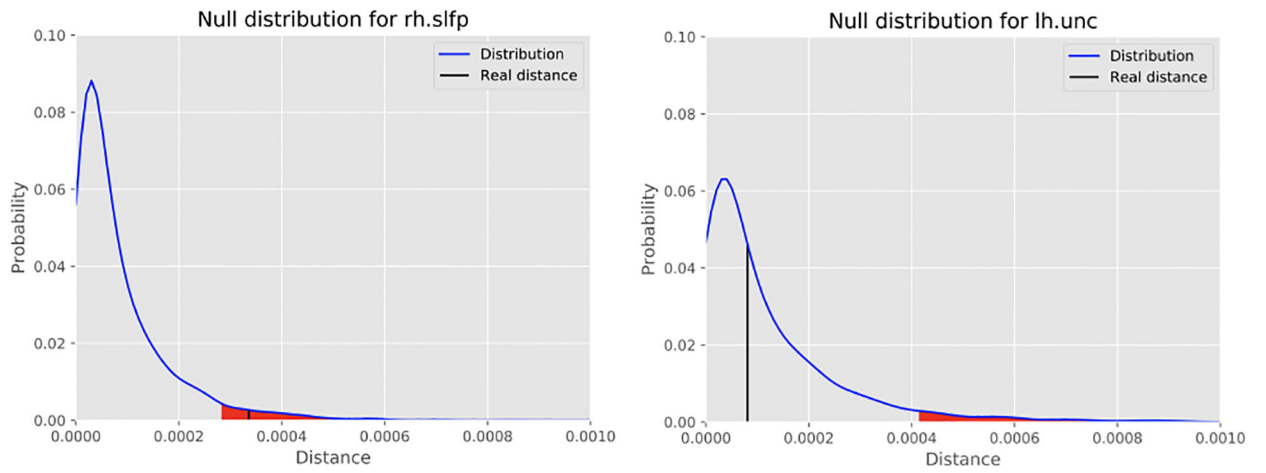 Null distribution for rh.slfp
0.10
0.08
0.06
0.04
0.02
0.00
Probability
Distribution
Real distance
0.0000
0.0002
0.0004
0.0006
0.0008
0.0010
Distance
Null distribution for lh.unc
0.10
0.08
0.06
0.04
0.02
0.00
Probability
Distribution
Real distance
0.0000
0.0002
0.0004
0.0006
0.0008
0.0010
Distance